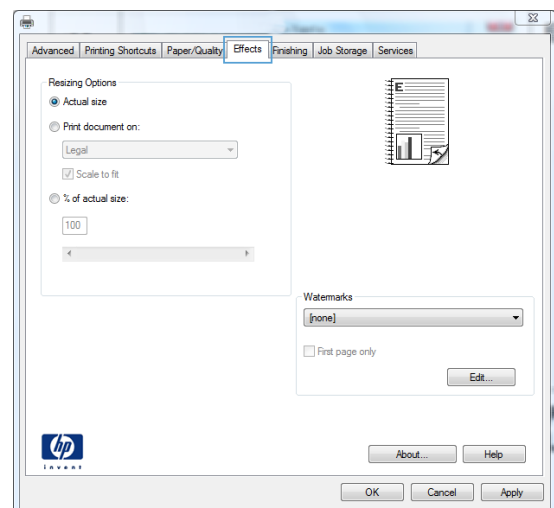 Advanced Printing Shortcuts Paper/Quality Effects Finishing Job Storage Services
Resizing Options
Actual size
Print document on:
Legal
Scale to fit
% of actual size:
100
E
Watermarks
[none]
First page only
Edit...
hp
invent
About... Help
OK Cancel Apply